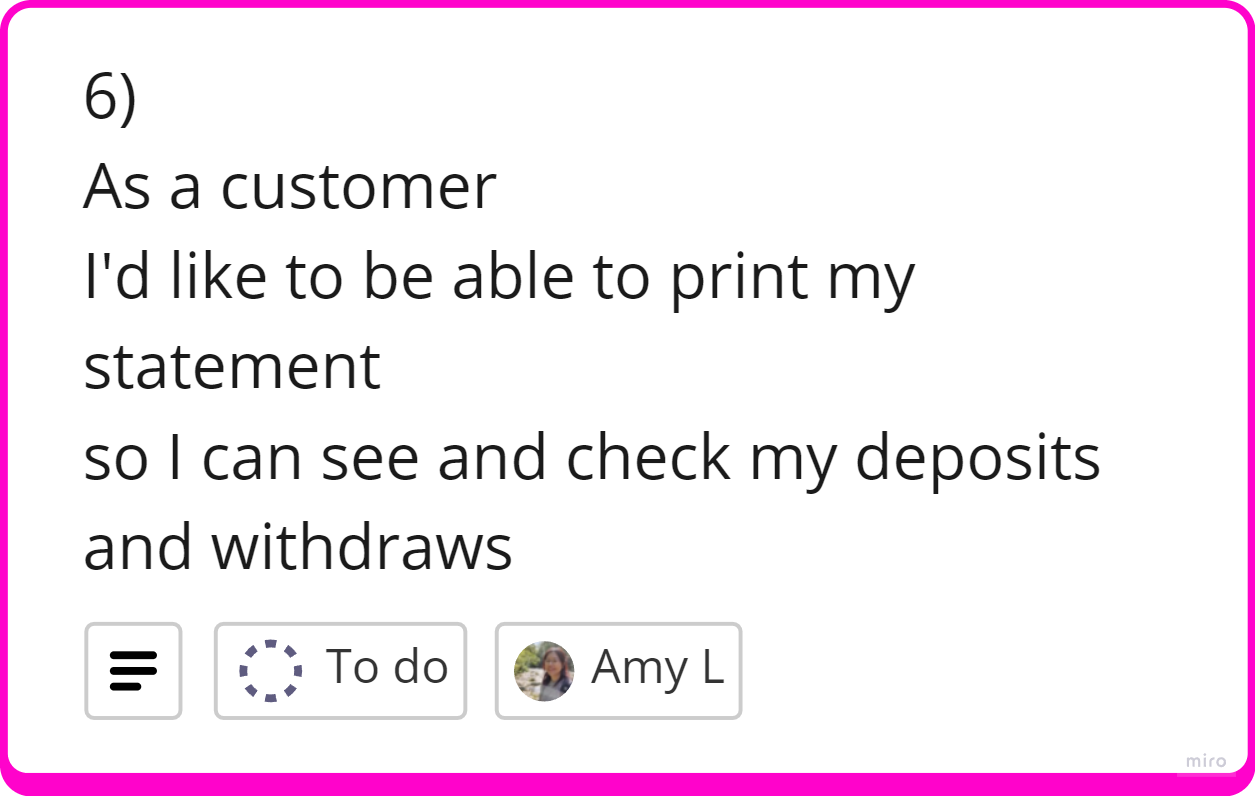 6)
As a customer
I'd like to be able to print my
statement
so I can see and check my deposits
and withdraws
To do
Amy L
miro